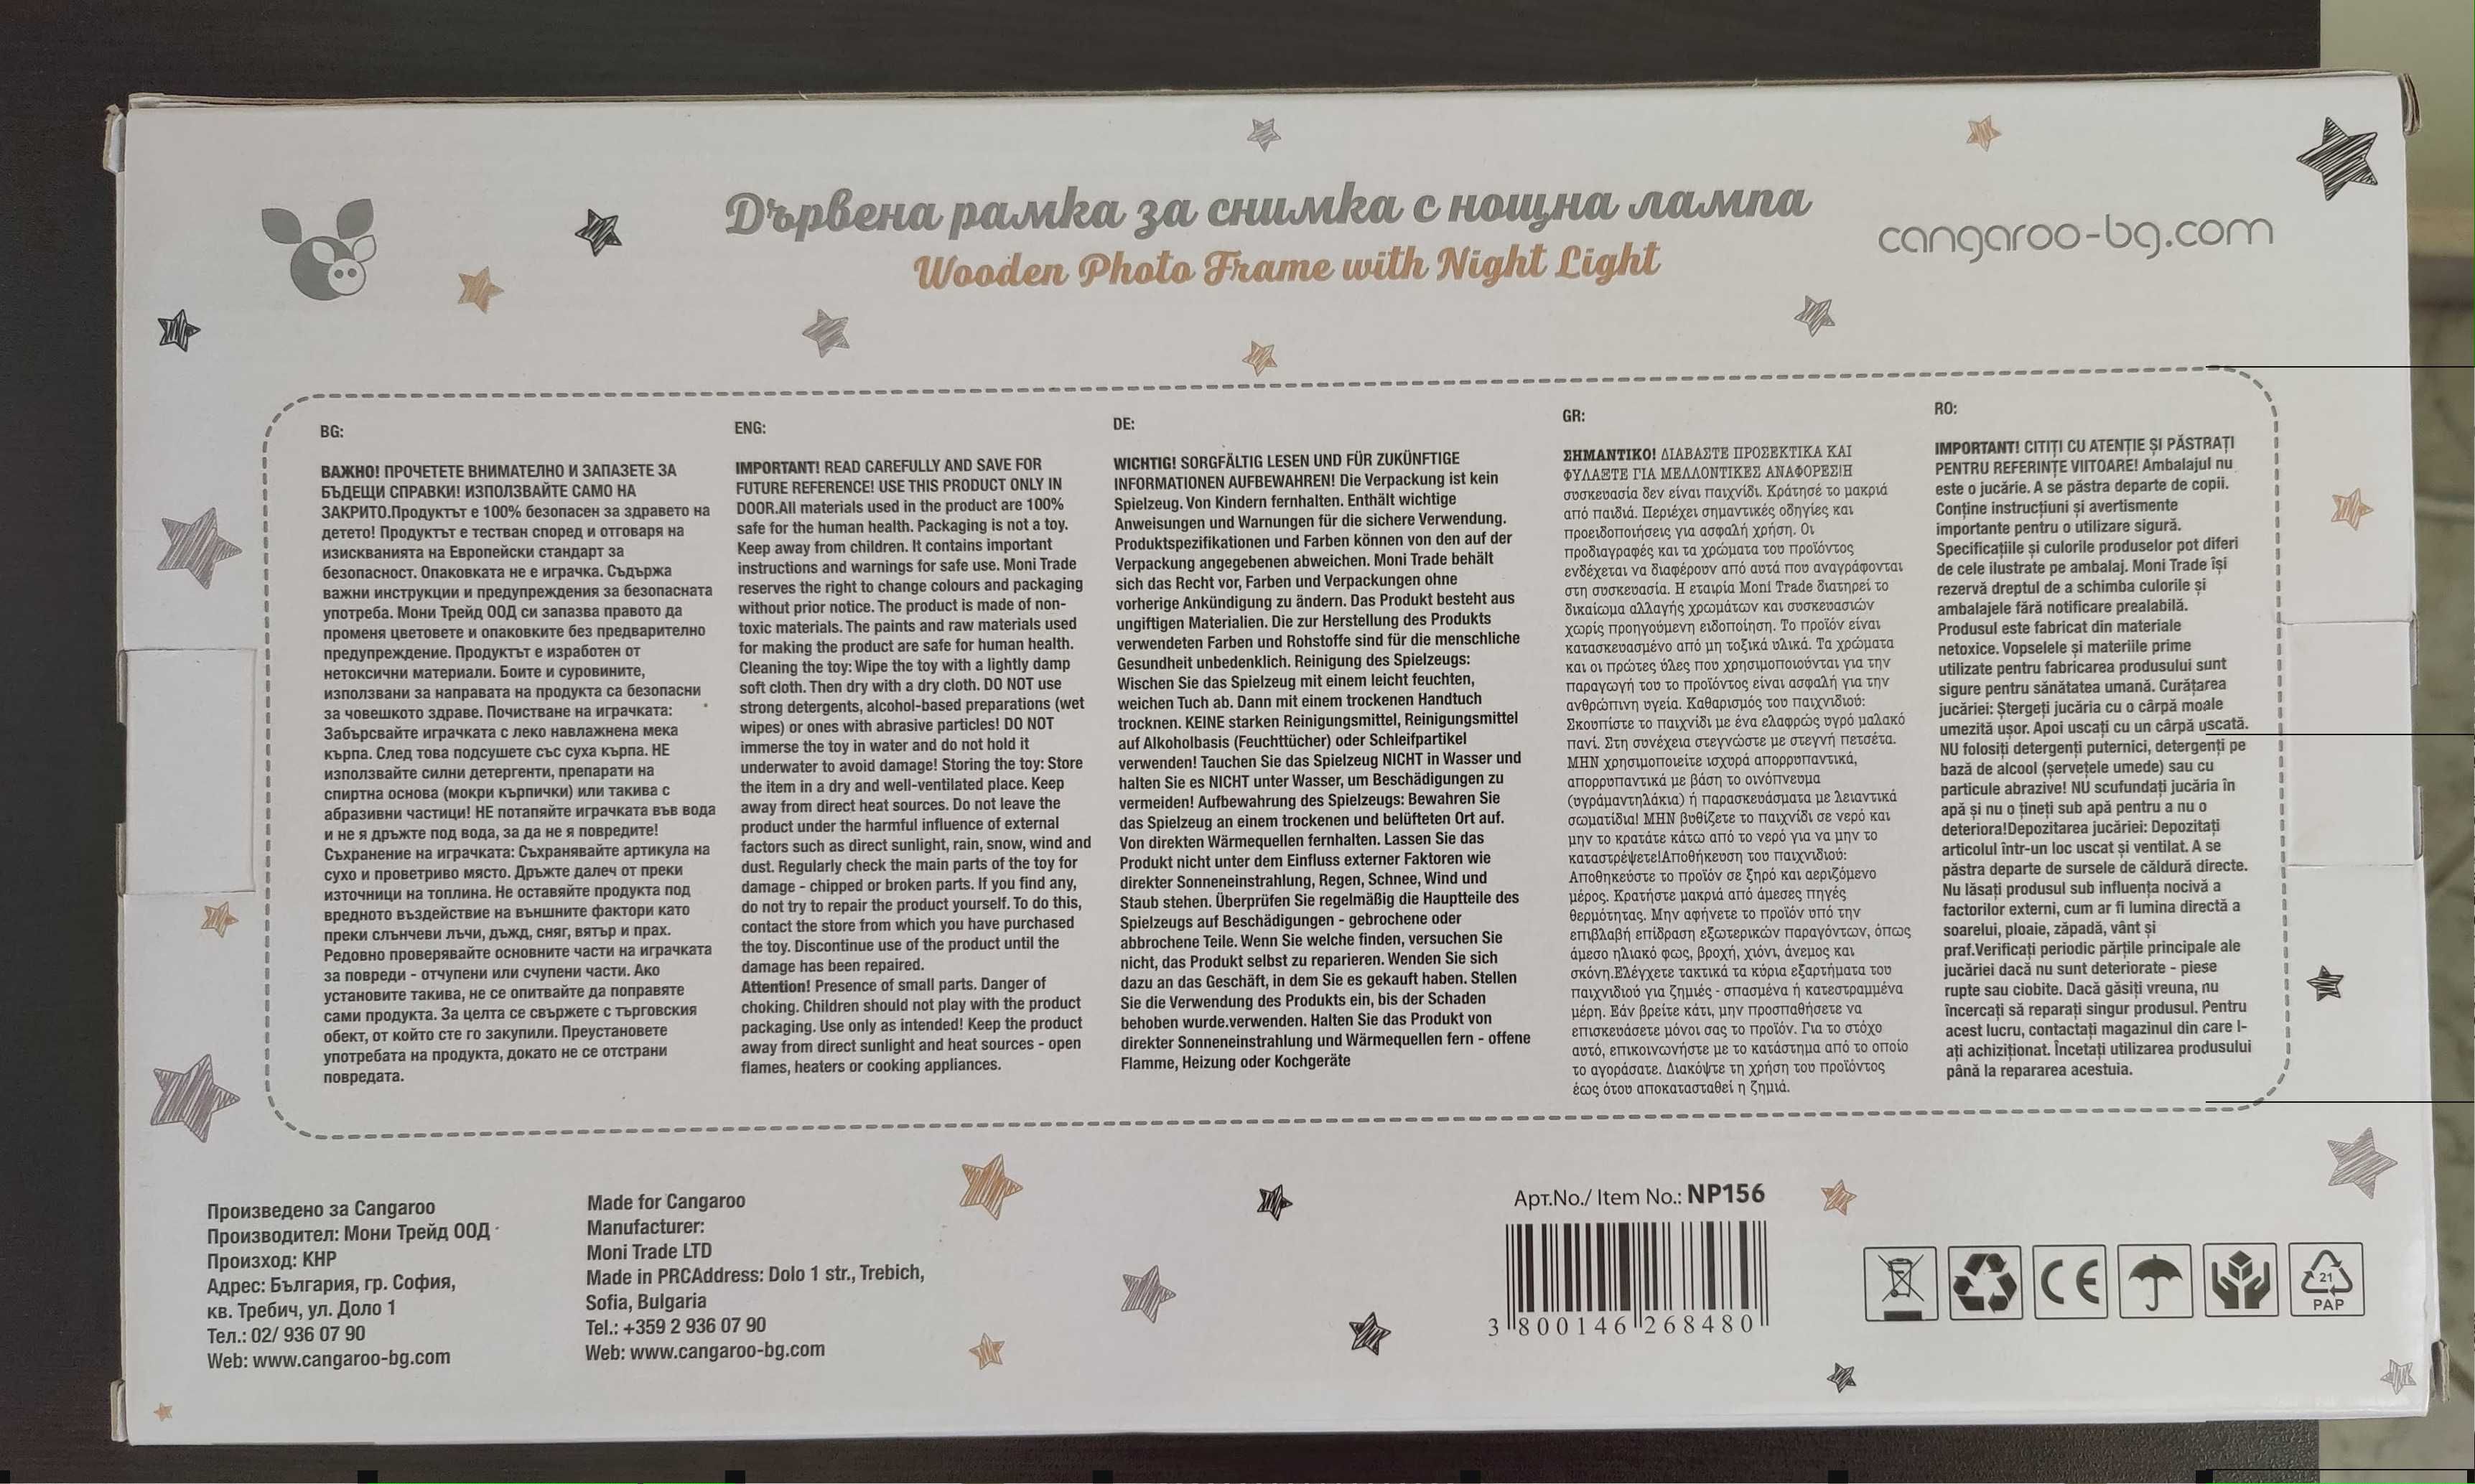 Дървена рамка за снимка с нощна лампа
Wooden Photo Frame with Night Light
cangaroo-bg.com
BG:
ВАЖНО! ПРОЧЕТЕТЕ ВНИМАТЕЛНО И ЗАПАЗЕТЕ ЗА
БЪДЕЩИ СПРАВКИ! ИЗПОЛЗВАЙТЕ САМО НА
ЗАКРИТО.Продуктът е 100% безопасен за здравето на
детето! Продуктът е тестван според и отговаря на
изискванията на Европейски стандарт за
безопасност. Опаковката не е играчка. Съдържа
важни инструкции и предупреждения за безопасната
употреба. Мони Трейд ООД си запазва правото да
променя цветовете и опаковките без предварително
предупреждение. Продуктът е изработен от
нетоксични материали. Боите и суровините,
използвани за направата на продукта са безопасни
за човешкото здраве. Почистване на играчката:
Забърсвайте играчката с леко навлажнена мека
кърпа. След това подсушете със суха кърпа. НЕ
използвайте силни детергенти, препарати на
спиртна основа (мокри кърпички) или такива с
абразивни частици! НЕ потапяйте играчката във вода
и не я дръжте под вода, за да не я повредите!
Съхранение на играчката: Съхранявайте артикула на
сухо и проветриво място. Дръжте далеч от преки
източници на топлина. Не оставяйте продукта под
вредното въздействие на външните фактори като
преки слънчеви лъчи, дъжд, сняг, вятър и прах.
Редовно проверявайте основните части на играчката
за повреди - отчупени или счупени части. Ако
установите такива, не се опитвайте да поправяте
сами продукта. За целта се свържете с търговския
обект, от който сте го закупили. Преустановете
употребата на продукта, докато не се отстрани
повредата.
ENG:
IMPORTANT! READ CAREFULLY AND SAVE FOR
FUTURE REFERENCE! USE THIS PRODUCT ONLY IN
DOOR.All materials used in the product are 100%
safe for the human health. Packaging is not a toy.
Keep away from children. It contains important
instructions and warnings for safe use. Moni Trade
reserves the right to change colours and packaging
without prior notice. The product is made of non-
toxic materials. The paints and raw materials used
for making the product are safe for human health.
Cleaning the toy: Wipe the toy with a lightly damp
soft cloth. Then dry with a dry cloth. DO NOT use
strong detergents, alcohol-based preparations (wet
wipes) or ones with abrasive particles! DO NOT
immerse the toy in water and do not hold it
underwater to avoid damage! Storing the toy: Store
the item in a dry and well-ventilated place. Keep
away from direct heat sources. Do not leave the
product under the harmful influence of external
factors such as direct sunlight, rain, snow, wind and
dust. Regularly check the main parts of the toy for
damage - chipped or broken parts. If you find any,
do not try to repair the product yourself. To do this,
contact the store from which you have purchased
the toy. Discontinue use of the product until the
damage has been repaired.
Attention! Presence of small parts. Danger of
choking. Children should not play with the product
packaging. Use only as intended! Keep the product
away from direct sunlight and heat sources - open
flames, heaters or cooking appliances.
DE:
WICHTIG! SORGFÄLTIG LESEN UND FÜR ZUKÜNFTIGE
INFORMATIONEN AUFBEWAHREN! Die Verpackung ist kein
Spielzeug. Von Kindern fernhalten. Enthält wichtige
Anweisungen und Warnungen für die sichere Verwendung.
Produktspezifikationen und Farben können von den auf der
Verpackung angegebenen abweichen. Moni Trade behält
sich das Recht vor, Farben und Verpackungen ohne
vorherige Ankündigung zu ändern. Das Produkt besteht aus
ungiftigen Materialien. Die zur Herstellung des Produkts
verwendeten Farben und Rohstoffe sind für die menschliche
Gesundheit unbedenklich. Reinigung des Spielzeugs:
Wischen Sie das Spielzeug mit einem leicht feuchten,
weichen Tuch ab. Dann mit einem trockenen Handtuch
trocknen. KEINE starken Reinigungsmittel, Reinigungsmittel
auf Alkoholbasis (Feuchttücher) oder Schleifpartikel
verwenden! Tauchen Sie das Spielzeug NICHT in Wasser und
halten Sie es NICHT unter Wasser, um Beschädigungen zu
vermeiden! Aufbewahrung des Spielzeugs: Bewahren Sie
das Spielzeug an einem trockenen und belüfteten Ort auf.
Von direkten Wärmequellen fernhalten. Lassen Sie das
Produkt nicht unter dem Einfluss externer Faktoren wie
direkter Sonneneinstrahlung, Regen, Schnee, Wind und
Staub stehen. Überprüfen Sie regelmäßig die Hauptteile des
Spielzeugs auf Beschädigungen - gebrochene oder
abbrochene Teile. Wenn Sie welche finden, versuchen Sie
nicht, das Produkt selbst zu reparieren. Wenden Sie sich
dazu an das Geschäft, in dem Sie es gekauft haben. Stellen
Sie die Verwendung des Produkts ein, bis der Schaden
behoben wurde.verwenden. Halten Sie das Produkt von
direkter Sonneneinstrahlung und Wärmequellen fern - offene
Flamme, Heizung oder Kochgeräte
GR:
ΣΗΜΑΝΤΙΚΟ! ΔΙΑΒΑΣΤΕ ΠΡΟΣΕΚΤΙΚΑ ΚΑΙ
ΦΥΛΑΞΤΕ ΓΙΑ ΜΕΛΛΟΝΤΙΚΕΣ ΑΝΑΦΟΡΕΣ!Η
συσκευασία δεν είναι παιχνίδι. Κράτησέ το μακριά
από παιδιά. Περιέχει σημαντικές οδηγίες και
προειδοποιήσεις για ασφαλή χρήση. Οι
προδιαγραφές και τα χρώματα του προϊόντος
ενδέχεται να διαφέρουν από αυτά που αναγράφονται
στη συσκευασία. Η εταιρία Moni Trade διατηρεί το
δικαίωμα αλλαγής χρωμάτων και συσκευασιών
χωρίς προηγούμενη ειδοποίηση. Το προϊόν είναι
κατασκευασμένο από μη τοξικά υλικά. Τα χρώματα
και οι πρώτες ύλες που χρησιμοποιούνται για την
παραγωγή του το προϊόντος είναι ασφαλή για την
ανθρώπινη υγεία. Καθαρισμός του παιχνιδιού:
Σκουπίστε το παιχνίδι με ένα ελαφρώς υγρό μαλακό
πανί. Στη συνέχεια στεγνώστε με στεγνή πετσέτα.
ΜΗΝ χρησιμοποιείτε ισχυρά απορρυπαντικά,
απορρυπαντικά με βάση το οινόπνευμα
(υγράμαντηλάκια) ή παρασκευάσματα με λειαντικά
σωματίδια! ΜΗΝ βυθίζετε το παιχνίδι σε νερό και
μην το κρατάτε κάτω από το νερό για να μην το
καταστρέψετε!Αποθήκευση του παιχνιδιού:
Αποθηκεύστε το προϊόν σε ξηρό και αεριζόμενο
μέρος. Κρατήστε μακριά από άμεσες πηγές
θερμότητας. Μην αφήνετε το προϊόν υπό την
επιβλαβή επίδραση εξωτερικών παραγόντων, όπως
άμεσο ηλιακό φως, βροχή, χιόνι, άνεμος και
σκόνη.Ελέγχετε τακτικά τα κύρια εξαρτήματα του
παιχνιδιού για ζημιές - σπασμένα ή κατεστραμμένα
μέρη. Εάν βρείτε κάτι, μην προσπαθήσετε να
επισκευάσετε μόνοι σας το προϊόν. Για το στόχο
αυτό, επικοινωνήστε με το κατάστημα από το οποίο
το αγοράσατε. Διακόψτε τη χρήση του προϊόντος
έως ότου αποκατασταθεί η ζημιά.
RO:
IMPORTANT! CITIȚI CU ATENȚIE ȘI PĂSTRAȚI
PENTRU REFERINȚE VIITOARE! Ambalajul nu
este o jucărie. A se păstra departe de copii.
Conține instrucțiuni și avertismente
importante pentru o utilizare sigură.
Specificațiile și culorile produselor pot diferi
de cele ilustrate pe ambalaj. Moni Trade își
rezervă dreptul de a schimba culorile și
ambalajele fără notificare prealabilă.
Produsul este fabricat din materiale
netoxice. Vopselele și materiile prime
utilizate pentru fabricarea produsului sunt
sigure pentru sănătatea umană. Curățarea
jucăriei: Ștergeți jucăria cu o cârpă moale
umezită ușor. Apoi uscați cu un cârpă uscată.
NU folosiți detergenți puternici, detergenți pe
bază de alcool (șervețele umede) sau cu
particule abrazive! NU scufundați jucăria în
apă și nu o țineți sub apă pentru a nu o
deteriora!Depozitarea jucăriei: Depozitați
articolul într-un loc uscat și ventilat. A se
păstra departe de sursele de căldură directe.
Nu lăsați produsul sub influența nocivă a
factorilor externi, cum ar fi lumina directă a
soarelui, ploaie, zăpadă, vânt și
praf.Verificați periodic părțile principale ale
jucăriei dacă nu sunt deteriorate - piese
rupte sau ciobite. Dacă găsiți vreuna, nu
încercați să reparați singur produsul. Pentru
acest lucru, contactați magazinul din care l-
ați achiziționat. Încetați utilizarea produsului
până la repararea acestuia.
Произведено за Cangaroo
Производител: Мони Трейд ООД
Произход: КНР
Адрес: България, гр. София,
кв. Требич, ул. Доло 1
Тел.: 02/ 936 07 90
Web: www.cangaroo-bg.com
Made for Cangaroo
Manufacturer:
Moni Trade LTD
Made in PRCAddress: Dolo 1 str., Trebich,
Sofia, Bulgaria
Tel.: +359 2 936 07 90
Web: www.cangaroo-bg.com
Арт.No./ Item No.: NP156
3 800146 268480
CE
21
PAP